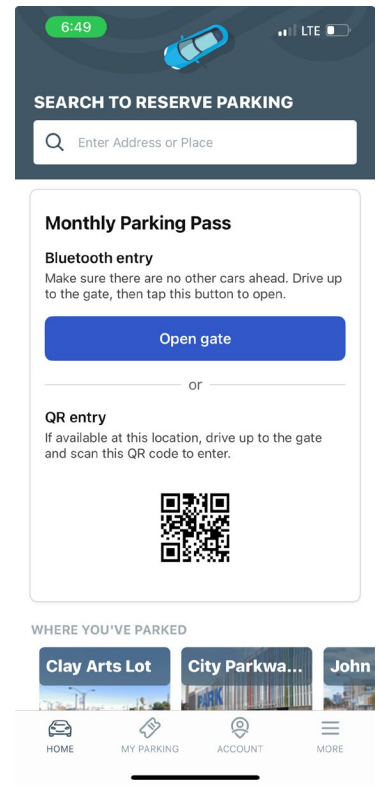 6:49
LTE
SEARCH TO RESERVE PARKING
Enter Address or Place
Monthly Parking Pass
Bluetooth entry
Make sure there are no other cars ahead. Drive up
to the gate, then tap this button to open.
Open gate
or
QR entry
If available at this location, drive up to the gate
and scan this QR code to enter.
WHERE YOU'VE PARKED
Clay Arts Lot
City Parkwa...
John
PARK
HOME
MY PARKING
ACCOUNT
MORE